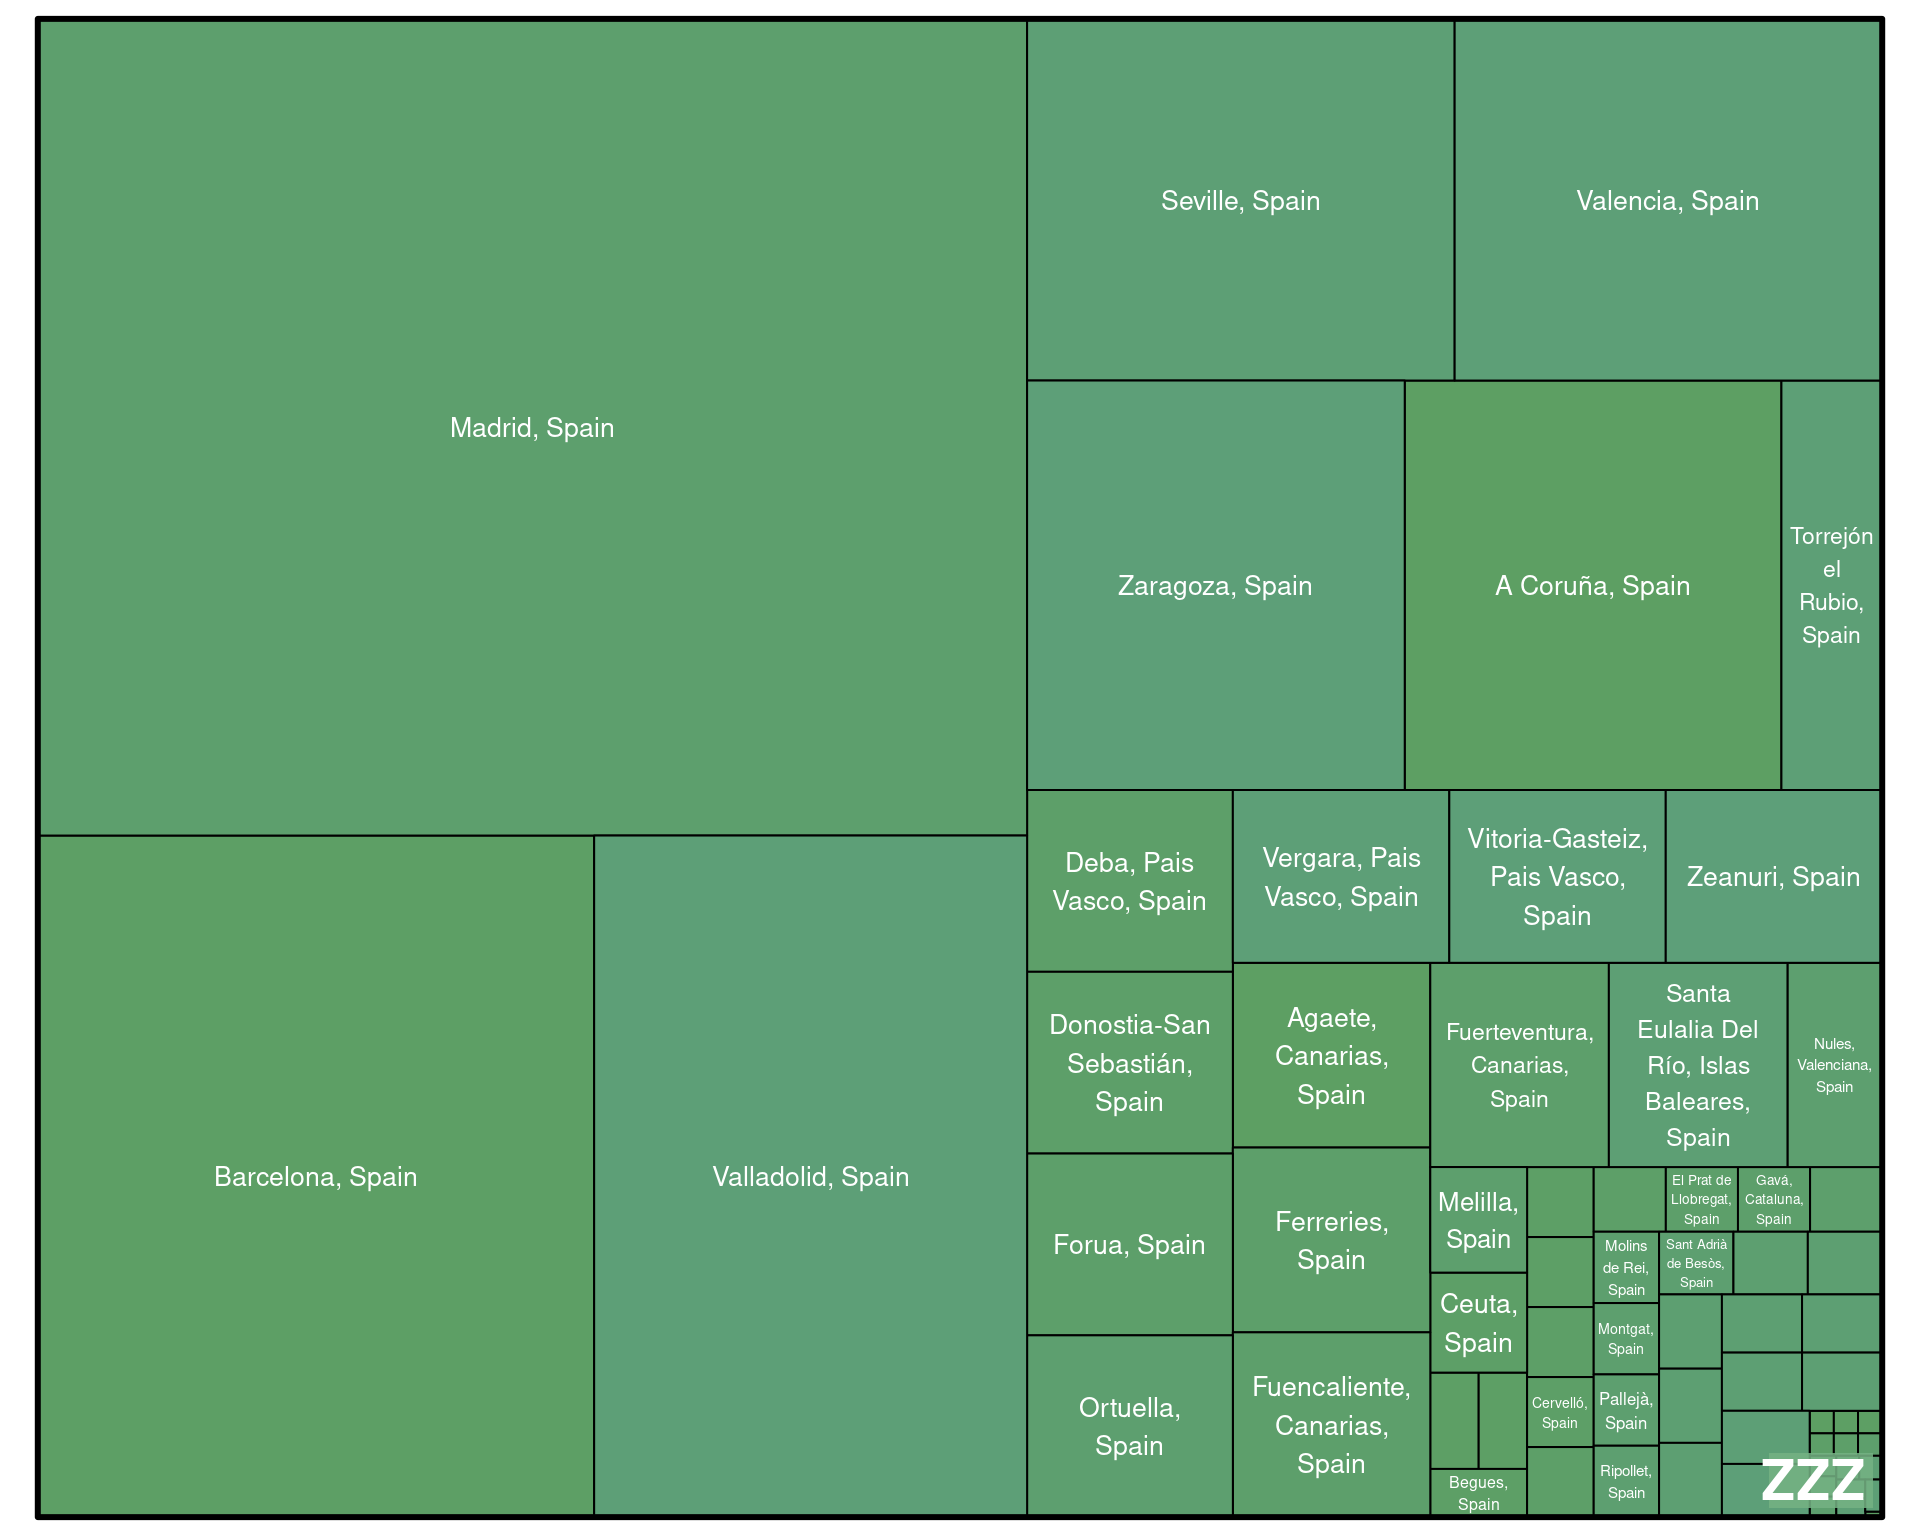 Madrid, Spain
Seville, Spain
Valencia, Spain
Zaragoza, Spain
A Coruña, Spain
Torrejón
el
Rubio,
Spain
Barcelona, Spain
Valladolid, Spain
Deba, Pais
Vasco, Spain
Vergara, Pais
Vasco, Spain
Vitoria-Gasteiz,
Pais Vasco,
Spain
Zeanuri, Spain
Donostia-San
Sebastián,
Spain
Agaete,
Canarias,
Spain
Fuerteventura,
Canarias,
Spain
Santa
Eulalia Del
Río, Islas
Baleares,
Spain
Nules,
Valenciana,
Spain
Forua, Spain
Ferreries,
Spain
Melilla,
Spain
El Prat de
Llobregat,
Spain
Gavá,
Cataluna,
Spain
Molins
de Rei,
Spain
Sant Adrià
de Besòs,
Spain
Ceuta,
Spain
Montgat,
Spain
Ortuella,
Spain
Fuencaliente,
Canarias,
Spain
Cervelló,
Spain
Pallejà,
Spain
Begues,
Spain
Ripollet,
Spain
ZZZ